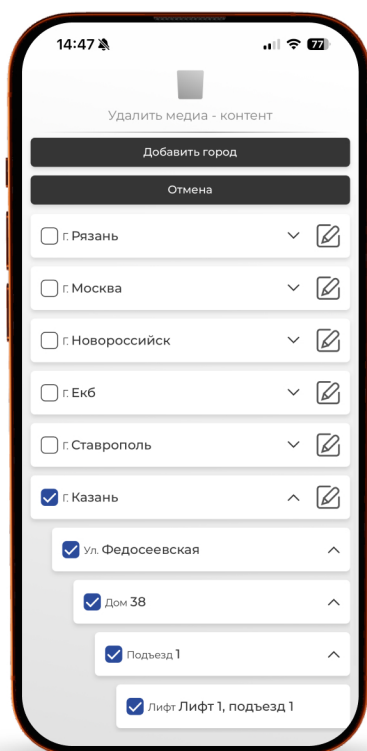 14:47
77
Удалить медиа - контент
Добавить город
Отмена
г. Рязань
г. Москва
г. Новороссийск
г. Екб
г. Ставрополь
г. Казань
Ул. Федосеевская
Дом 38
Подъезд 1
Лифт Лифт 1, подъезд 1